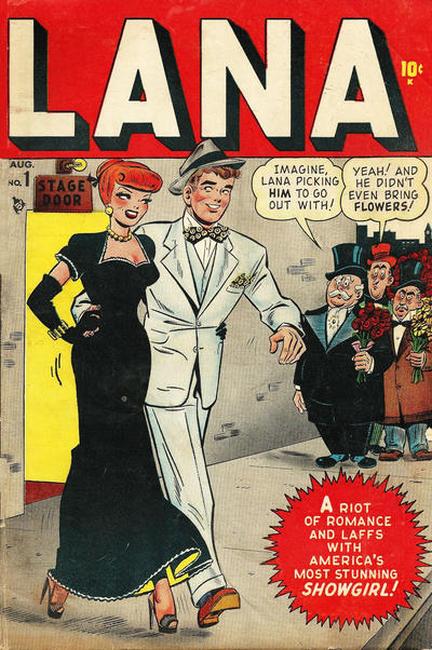 LANA
10¢
K
AUG.
NO. 1
STAGE
DOOR
IMAGINE,
LANA PICKING
HIM TO GO
OUT WITH!
YEAH! AND
HE DIDN'T
EVEN BRING
FLOWERS!
A RIOT
OF ROMANCE
AND LAFFS
WITH
AMERICA'S
MOST STUNNING
SHOWGIRL!